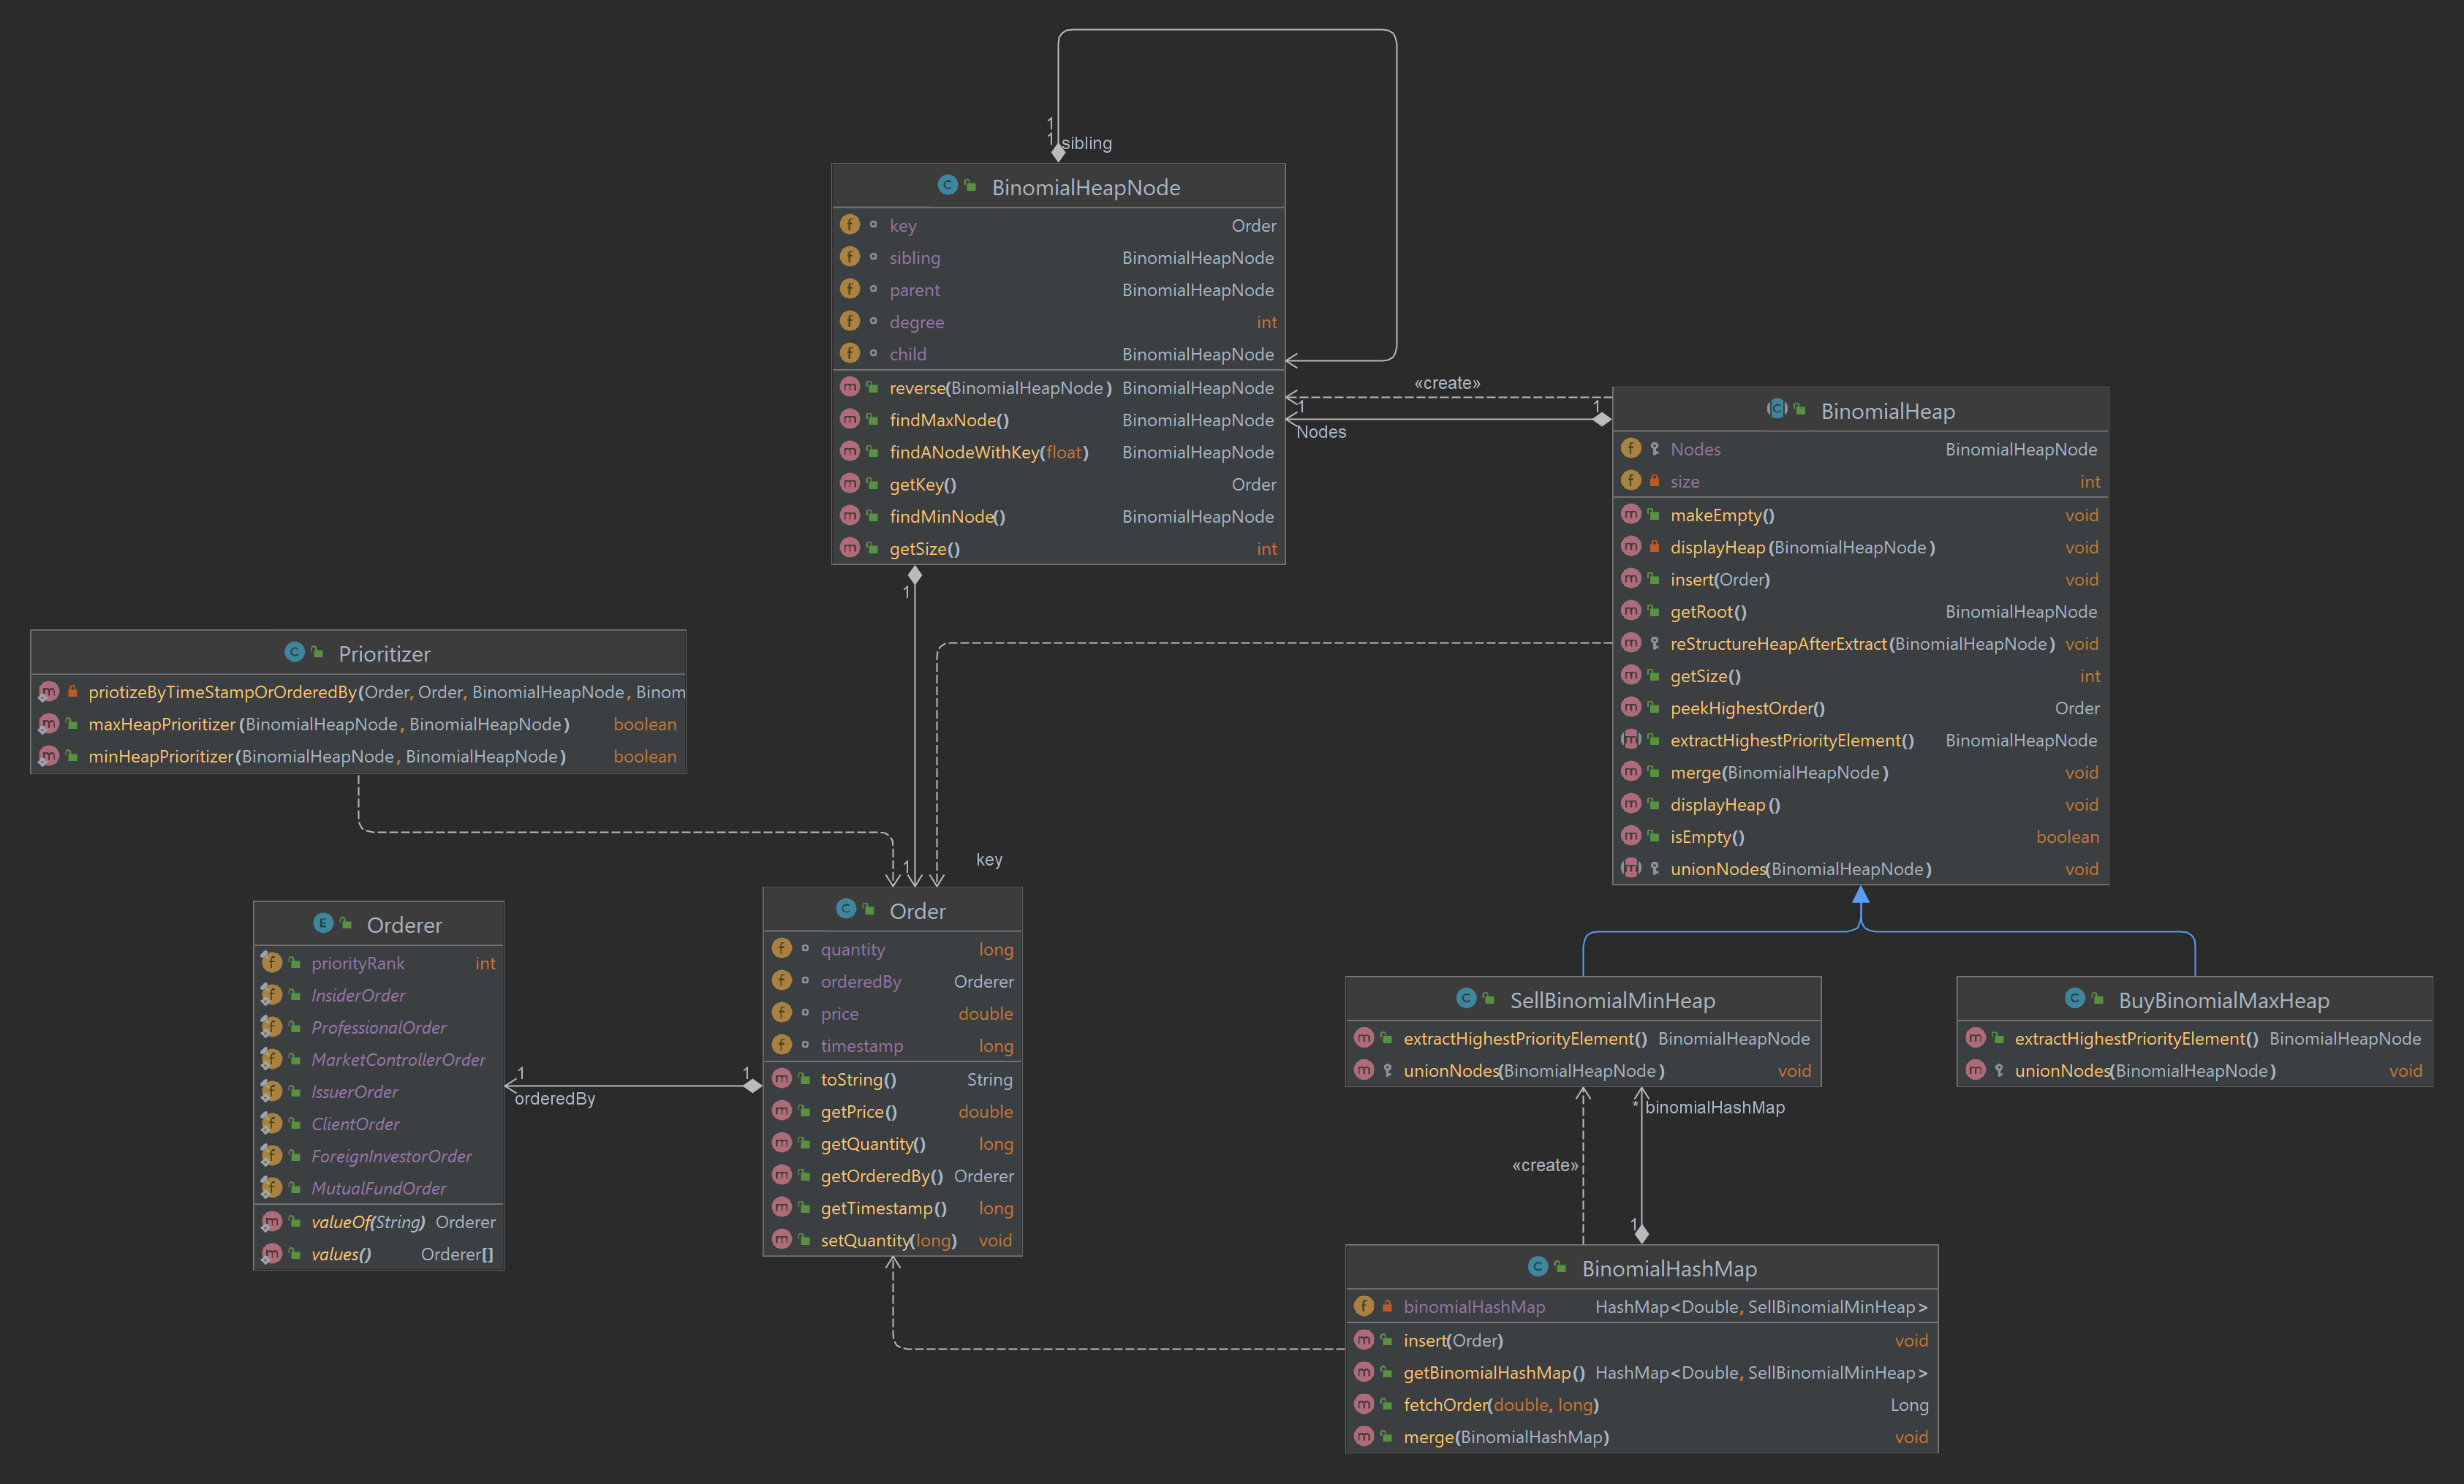 1
1 sibling
BinomialHeapNode
key Order
sibling BinomialHeapNode
parent BinomialHeapNode
degree int
child BinomialHeapNode
reverse(BinomialHeapNode) BinomialHeapNode
findMaxNode() BinomialHeapNode
findANodeWithKey(float) BinomialHeapNode
getKey() Order
findMinNode() BinomialHeapNode
getSize() int
1
«create»
1 1
Nodes
BinomialHeap
Nodes BinomialHeapNode
size int
makeEmpty() void
displayHeap(BinomialHeapNode) void
insert(Order) void
getRoot() BinomialHeapNode
reStructureHeapAfterExtract(BinomialHeapNode) void
getSize() int
peekHighestOrder() Order
extractHighestPriorityElement() BinomialHeapNode
merge(BinomialHeapNode) void
displayHeap() void
isEmpty() boolean
unionNodes(BinomialHeapNode) void
Prioritizer
priotizeByTimeStampOrOrderedBy(Order, Order, BinomialHeapNode, Binom
maxHeapPrioritizer(BinomialHeapNode, BinomialHeapNode) boolean
minHeapPrioritizer(BinomialHeapNode, BinomialHeapNode) boolean
1 key
Orderer
priorityRank int
InsiderOrder
ProfessionalOrder
MarketControllerOrder
IssuerOrder
ClientOrder
ForeignInvestorOrder
MutualFundOrder
valueOf(String) Orderer
values() Orderer[]
1 1
orderedBy
Order
quantity long
orderedBy Orderer
price double
timestamp long
toString() String
getPrice() double
getQuantity() long
getOrderedBy() Orderer
getTimestamp() long
setQuantity(long) void
SellBinomialMinHeap
extractHighestPriorityElement() BinomialHeapNode
unionNodes(BinomialHeapNode) void
BuyBinomialMaxHeap
extractHighestPriorityElement() BinomialHeapNode
unionNodes(BinomialHeapNode) void
* binomialHashMap
«create»
1
BinomialHashMap
binomialHashMap HashMap<Double, SellBinomialMinHeap>
insert(Order) void
getBinomialHashMap() HashMap<Double, SellBinomialMinHeap>
fetchOrder(double, long) Long
merge(BinomialHashMap) void